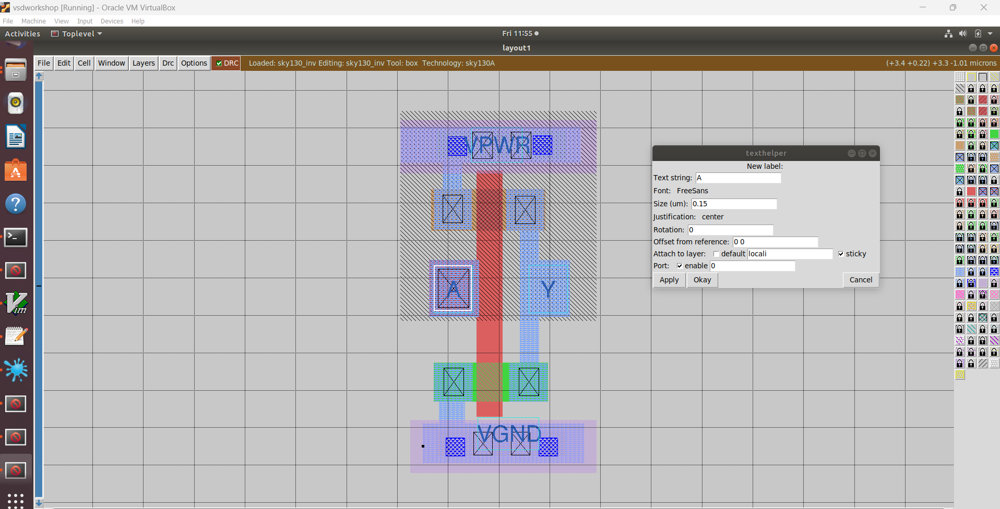 vsdworkshop [Running] - Oracle VM VirtualBox
File Machine View Input Devices Help
Activities Toplevel Fri 11:55
layout1
File Edit Cell Window Layers Drc Options DRC Loaded: sky130_inv Editing: sky130_inv Tool: box Technology: sky130A (+3.4 +0.22) +3.3 -1.01 microns
VPWR
A
Y
VGND
texthelper
New label:
Text string: A
Font: FreeSans
Size (um): 0.15
Justification: center
Rotation: 0
Offset from reference: 0 0
Attach to layer: default locali sticky
Port: enable 0
Apply Okay Cancel